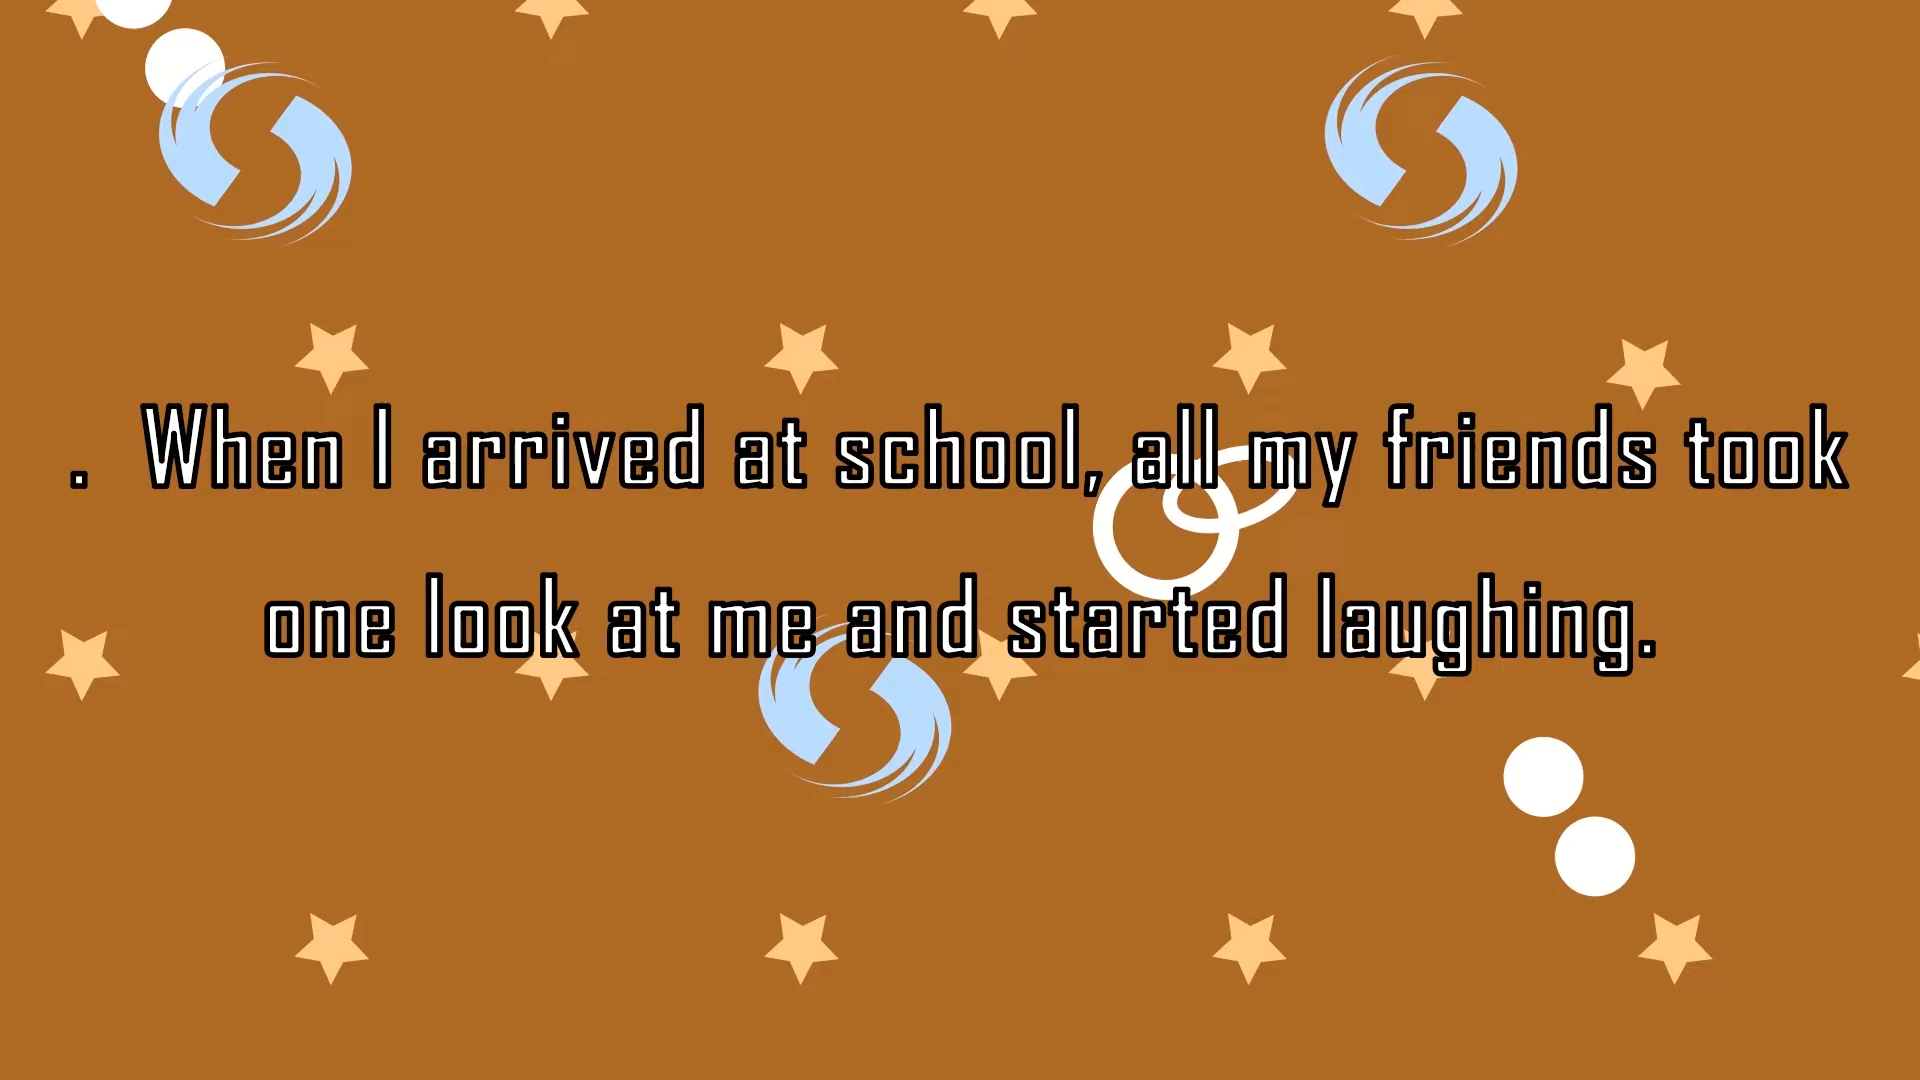 . When I arrived at school, all my friends took
one look at me and started laughing.